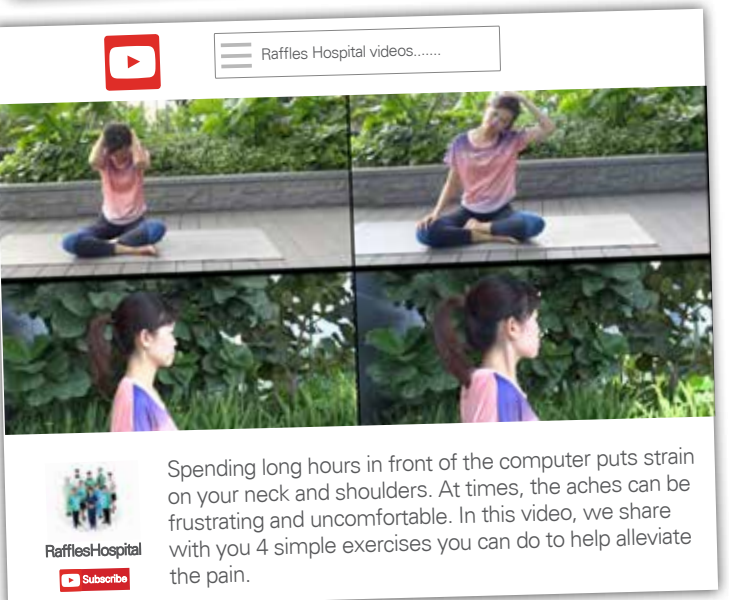 Raffles Hospital videos.......
Spending long hours in front of the computer puts strain
on your neck and shoulders. At times, the aches can be
frustrating and uncomfortable. In this video, we share
with you 4 simple exercises you can do to help alleviate
the pain.
RafflesHospital
Subscribe